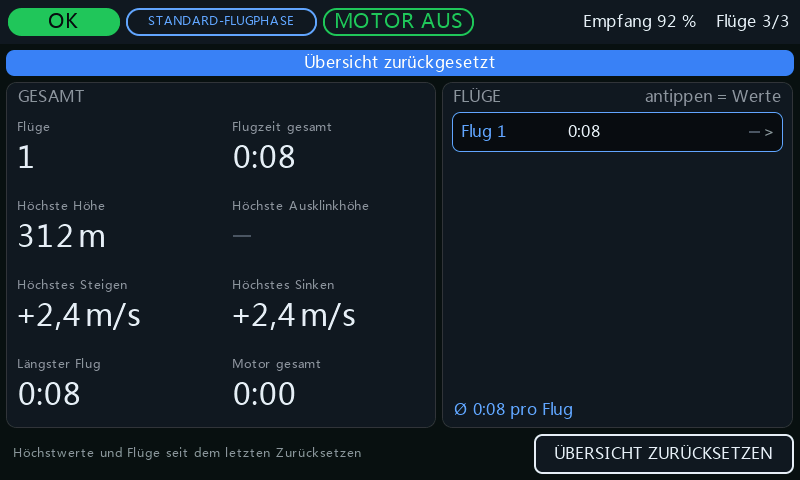 OK STANDARD-FLUGPHASE MOTOR AUS Empfang 92 % Flüge 3/3
Übersicht zurückgesetzt
GESAMT
Flüge Flugzeit gesamt
1 0:08
Höchste Höhe Höchste Ausklinkhöhe
312 m —
Höchstes Steigen Höchstes Sinken
+2,4 m/s +2,4 m/s
Längster Flug Motor gesamt
0:08 0:00
FLÜGE antippen = Werte
Flug 1 0:08 — >
Ø 0:08 pro Flug
Höchstwerte und Flüge seit dem letzten Zurücksetzen
ÜBERSICHT ZURÜCKSETZEN